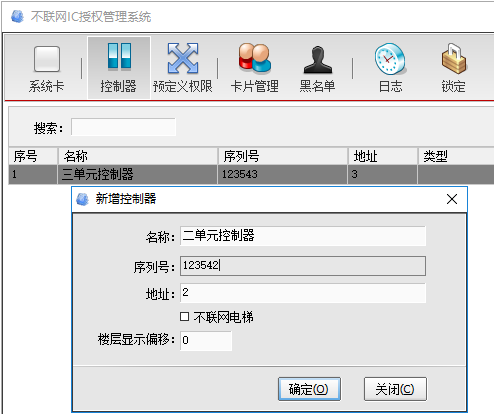 不联网IC授权管理系统
系统卡 控制器 预定义权限 卡片管理 黑名单 日志 锁定
搜索：
序号 名称 序列号 地址 类型
1 三单元控制器 123543 3
新增控制器
名称： 二单元控制器
序列号： 123542
地址： 2
不联网电梯
楼层显示偏移： 0
确定(O) 关闭(C)